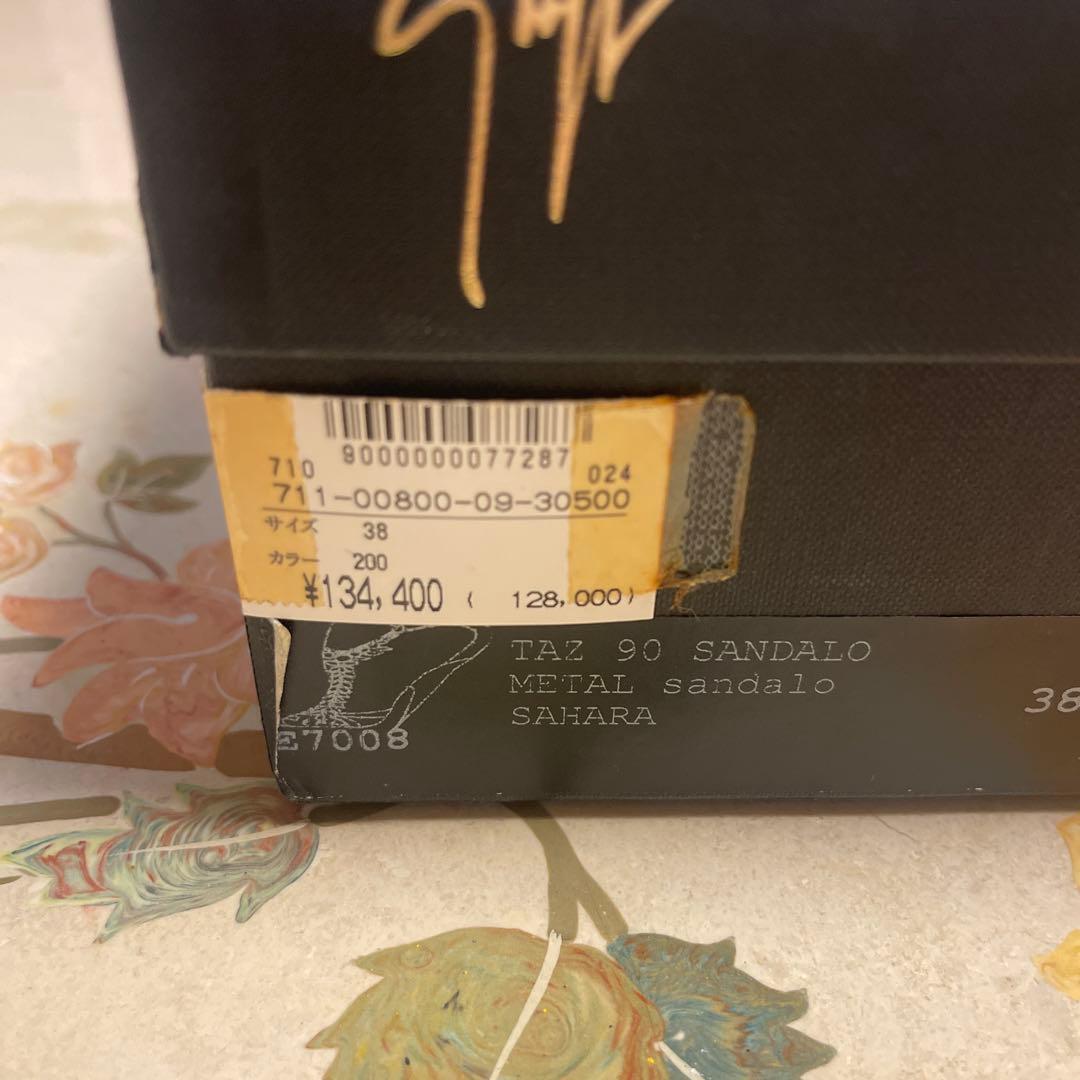 9000000077287
710 024
711-00800-09-30500
サイズ 38
カラー 200
¥134,400 ( 128,000)
TAZ 90 SANDALO
METAL sandalo
SAHARA
38
E7008